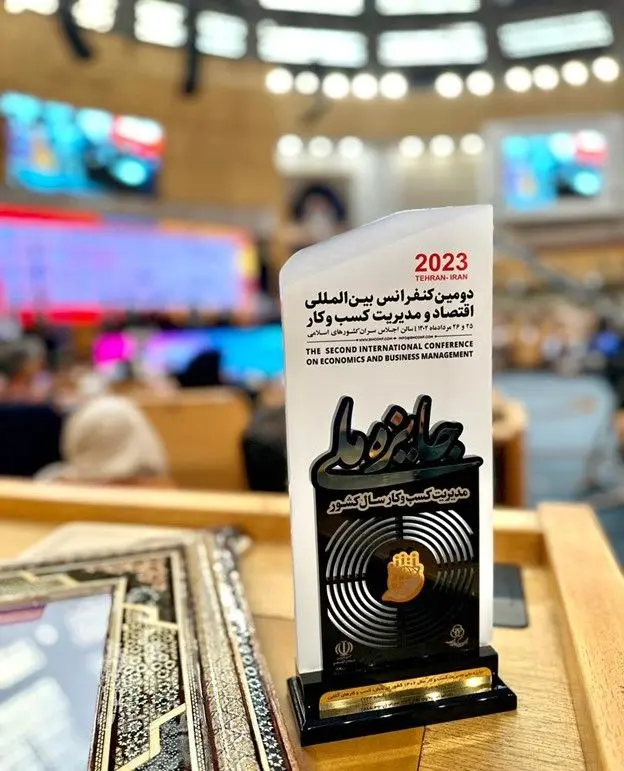 2023
TEHRAN- IRAN
دومین کنفرانس بین‌المللی
اقتصاد و مدیریت کسب و کار
۲۵ و ۲۶ مردادماه ۱۴۰۲ | سالن اجلاس سران کشورهای اسلامی
THE SECOND INTERNATIONAL CONFERENCE
ON ECONOMICS AND BUSINESS MANAGEMENT
جایزه ملی
مدیریت کسب و کار سال کشور